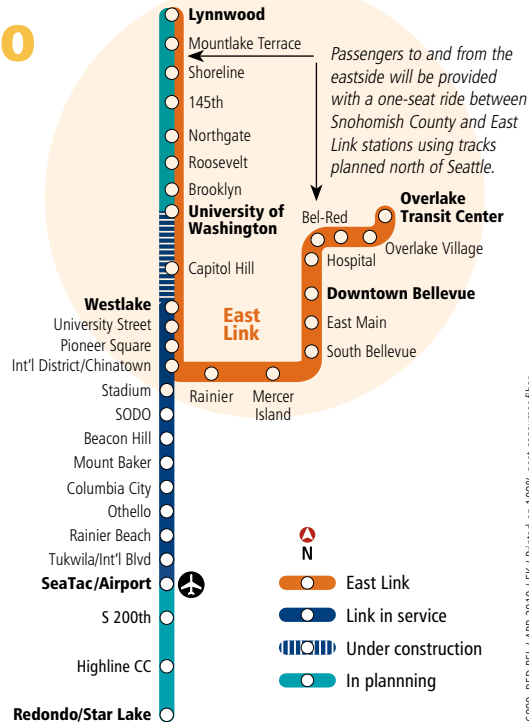 0
Lynnwood
Mountlake Terrace
Shoreline
145th
Northgate
Roosevelt
Brooklyn
University of
Washington
Capitol Hill
Westlake
University Street
Pioneer Square
Int'l District/Chinatown
Stadium
SODO
Beacon Hill
Mount Baker
Columbia City
Othello
Rainier Beach
Tukwila/Int'l Blvd
SeaTac/Airport
S 200th
Highline CC
Redondo/Star Lake
Passengers to and from the
eastside will be provided
with a one-seat ride between
Snohomish County and East
Link stations using tracks
planned north of Seattle.
Overlake
Transit Center
Bel-Red
Overlake Village
Hospital
Downtown Bellevue
East Main
South Bellevue
East
Link
Rainier
Mercer
Island
N
East Link
Link in service
Under construction
In plannning